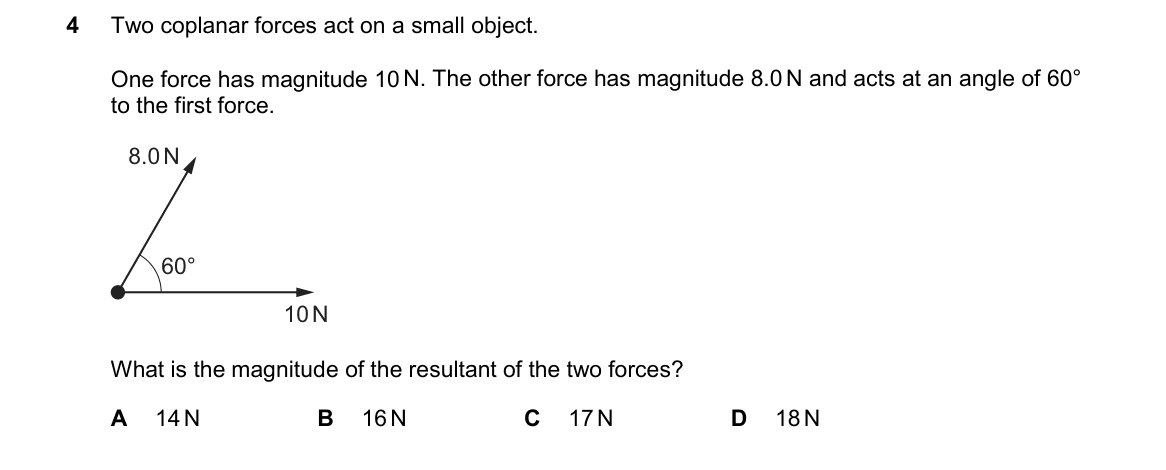 4 Two coplanar forces act on a small object.
One force has magnitude 10 N. The other force has magnitude 8.0 N and acts at an angle of 60°
to the first force.
8.0 N
60°
10 N
What is the magnitude of the resultant of the two forces?
A 14 N B 16 N C 17 N D 18 N